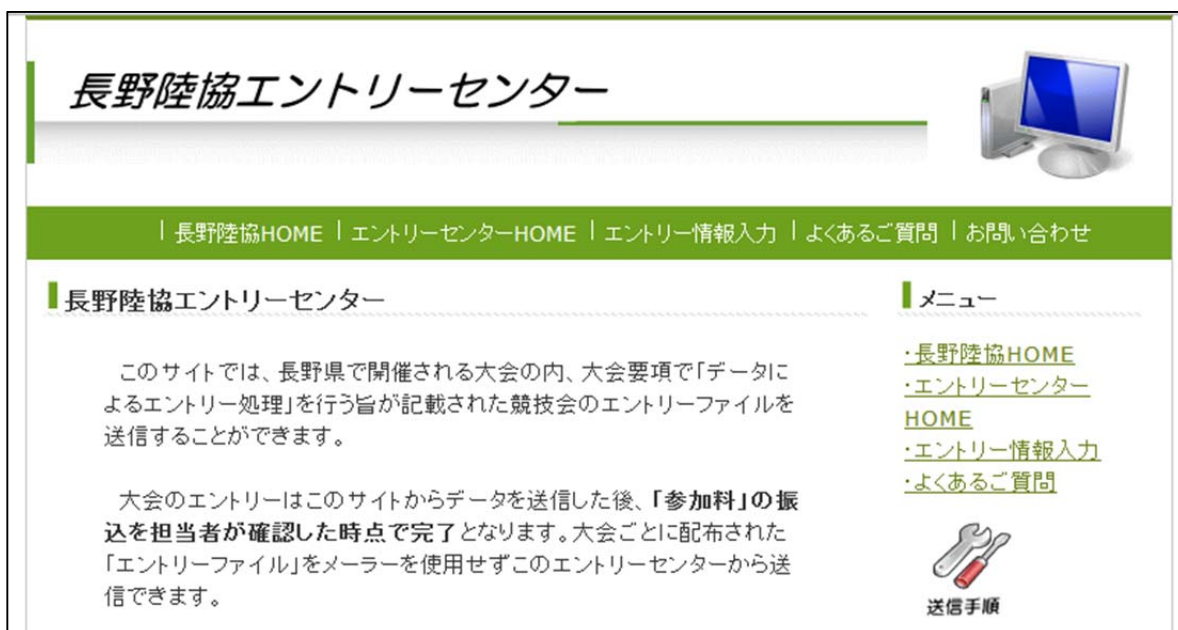 長野陸協エントリーセンター
| 長野陸協HOME | エントリーセンターHOME | エントリー情報入力 | よくあるご質問 | お問い合わせ
長野陸協エントリーセンター
このサイトでは、長野県で開催される大会の内、大会要項で「データに
よるエントリー処理」を行う旨が記載された競技会のエントリーファイルを
送信することができます。
大会のエントリーはこのサイトからデータを送信した後、「参加料」の振
込を担当者が確認した時点で完了となります。大会ごとに配布された
「エントリーファイル」をメーラーを使用せずこのエントリーセンターから送
信できます。
メニュー
・長野陸協HOME
・エントリーセンター
HOME
・エントリー情報入力
・よくあるご質問
送信手順